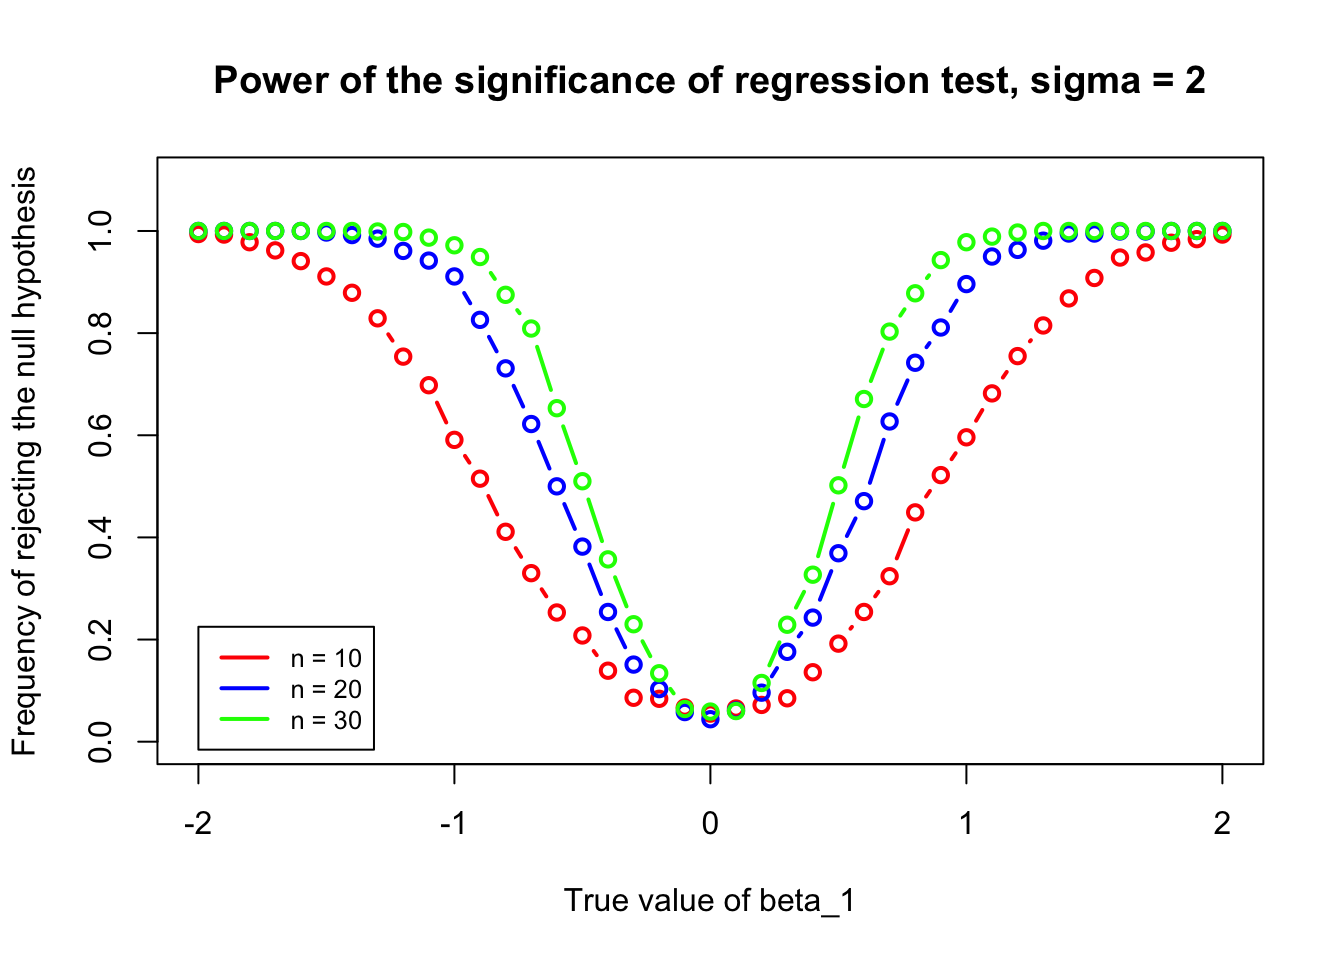 Power of the significance of regression test, sigma = 2
Frequency of rejecting the null hypothesis
1.0
0.8
0.6
0.4
0.2
0.0
n = 10
n = 20
n = 30
-2
-1
0
1
2
True value of beta_1